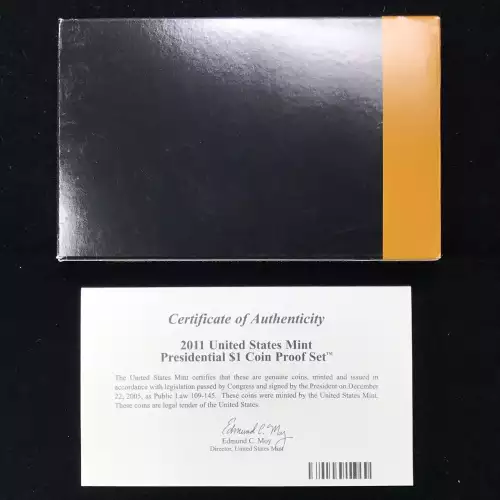 Certificate of Authenticity
2011 United States Mint
Presidential $1 Coin Proof Set™
The United States Mint certifies that these are genuine coins, minted and issued in
accordance with legislation passed by Congress and signed by the President on December
22, 2005, as Public Law 109-145. These coins were minted by the United States Mint.
These coins are legal tender of the United States.
Edmund C. Moy
Edmund C. Moy
Director, United States Mint